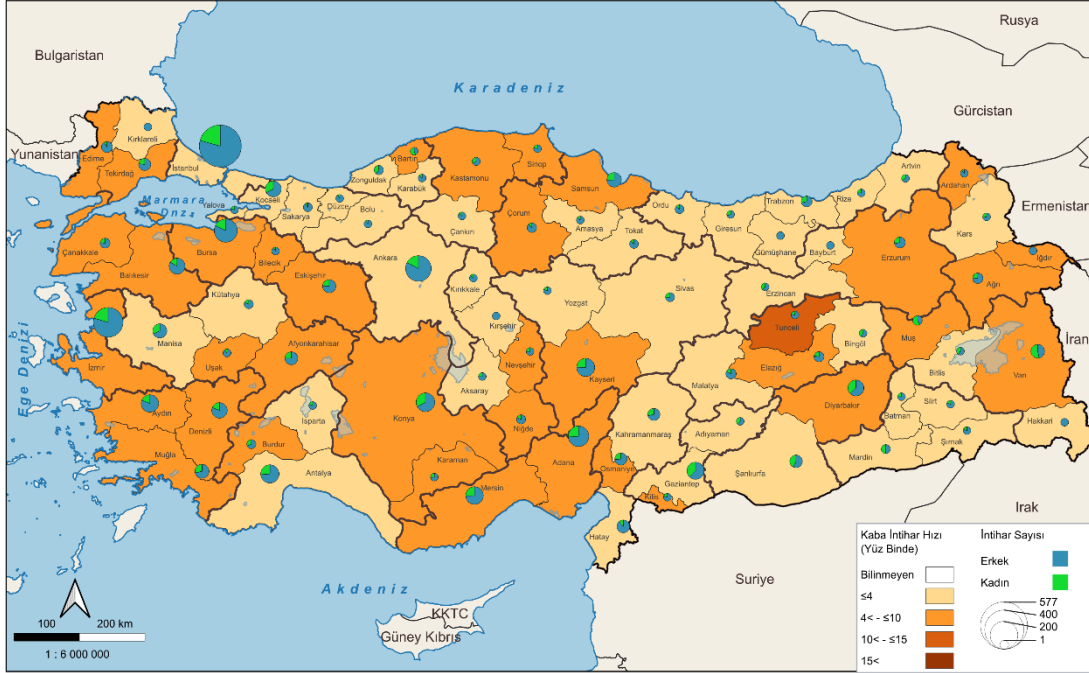 Rusya
Bulgaristan
Karadeniz
Gürcistan
Yunanistan
Kırklareli
Edirne
Tekirdağ
İstanbul
Marmara
Dnz
Yalova
Kocaeli
Sakarya
Düzce
Bolu
Zonguldak
Bartın
Karabük
Kastamonu
Sinop
Samsun
Çankırı
Çorum
Amasya
Tokat
Ordu
Giresun
Trabzon
Rize
Artvin
Ardahan
Kars
Ermenistan
Gümüşhane
Bayburt
Erzurum
Iğdır
Ağrı
Çanakkale
Balıkesir
Bursa
Bilecik
Eskişehir
Kütahya
Ankara
Kırıkkale
Kırşehir
Yozgat
Sivas
Erzincan
Tunceli
Bingöl
Muş
İran
Ege Denizi
Manisa
İzmir
Uşak
Afyonkarahisar
Aksaray
Nevşehir
Kayseri
Malatya
Elazığ
Diyarbakır
Bitlis
Van
Aydın
Denizli
Isparta
Konya
Niğde
Kahramanmaraş
Adıyaman
Batman
Siirt
Şırnak
Hakkari
Muğla
Burdur
Antalya
Karaman
Mersin
Adana
Osmaniye
Gaziantep
Kilis
Şanlıurfa
Mardin
Hatay
Irak
Suriye
Akdeniz
KKTC
Güney Kıbrıs
100 200 km
1 : 6 000 000
Kaba İntihar Hızı
(Yüz Binde)
Bilinmeyen
≤4
4< - ≤10
10< - ≤15
15<
İntihar Sayısı
Erkek
Kadın
577
400
200
1